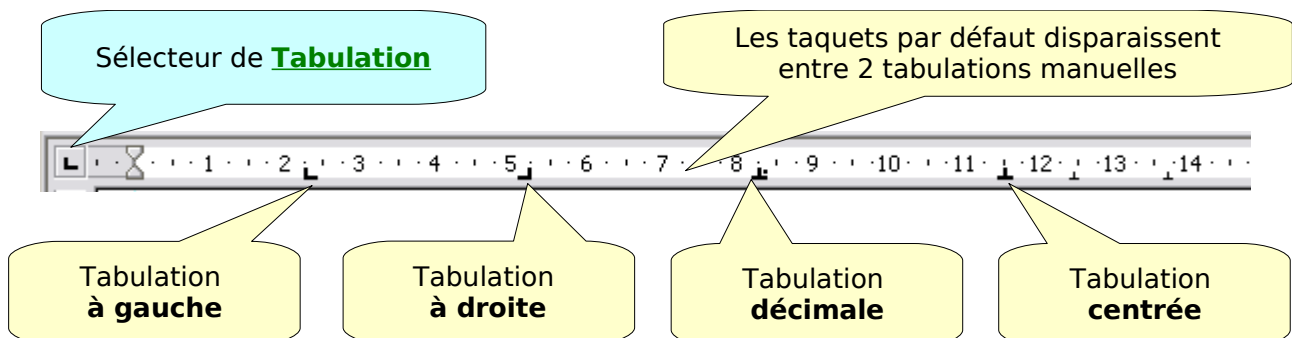 Sélecteur de Tabulation
Les taquets par défaut disparaissent
entre 2 tabulations manuelles
1 2 3 4 5 6 7 8 9 10 11 12 13 14
Tabulation
à gauche
Tabulation
à droite
Tabulation
décimale
Tabulation
centrée